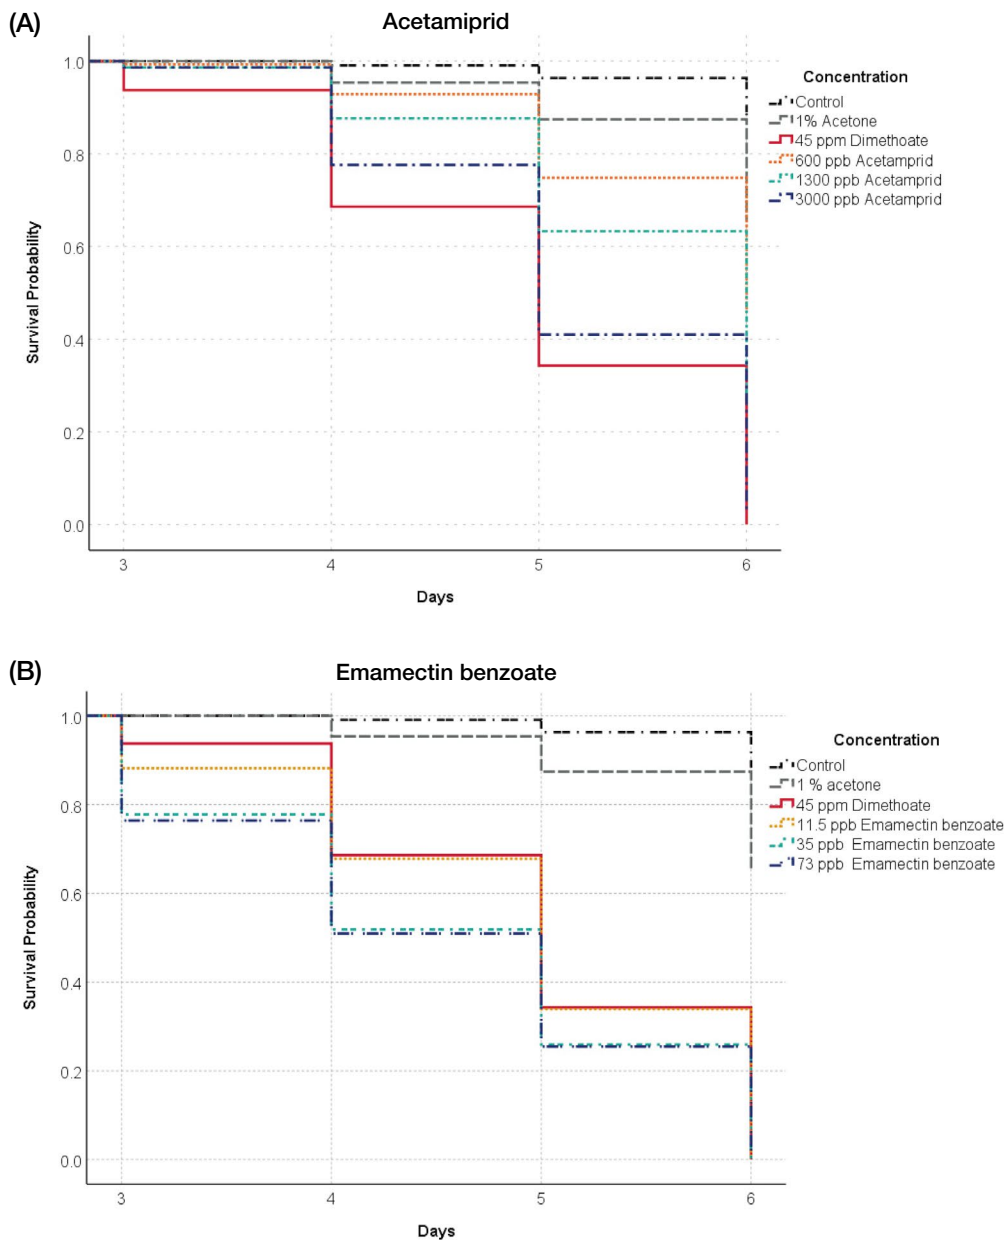 (A)
Acetamiprid
Survival Probability
1.0
0.8
0.6
0.4
0.2
0.0
3 4 5 6
Days
Concentration
Control
1% Acetone
45 ppm Dimethoate
600 ppb Acetamprid
1300 ppb Acetamprid
3000 ppb Acetamprid
(B)
Emamectin benzoate
Survival Probability
1.0
0.8
0.6
0.4
0.2
0.0
3 4 5 6
Days
Concentration
Control
1 % acetone
45 ppm Dimethoate
11.5 ppb Emamectin benzoate
35 ppb Emamectin benzoate
73 ppb Emamectin benzoate